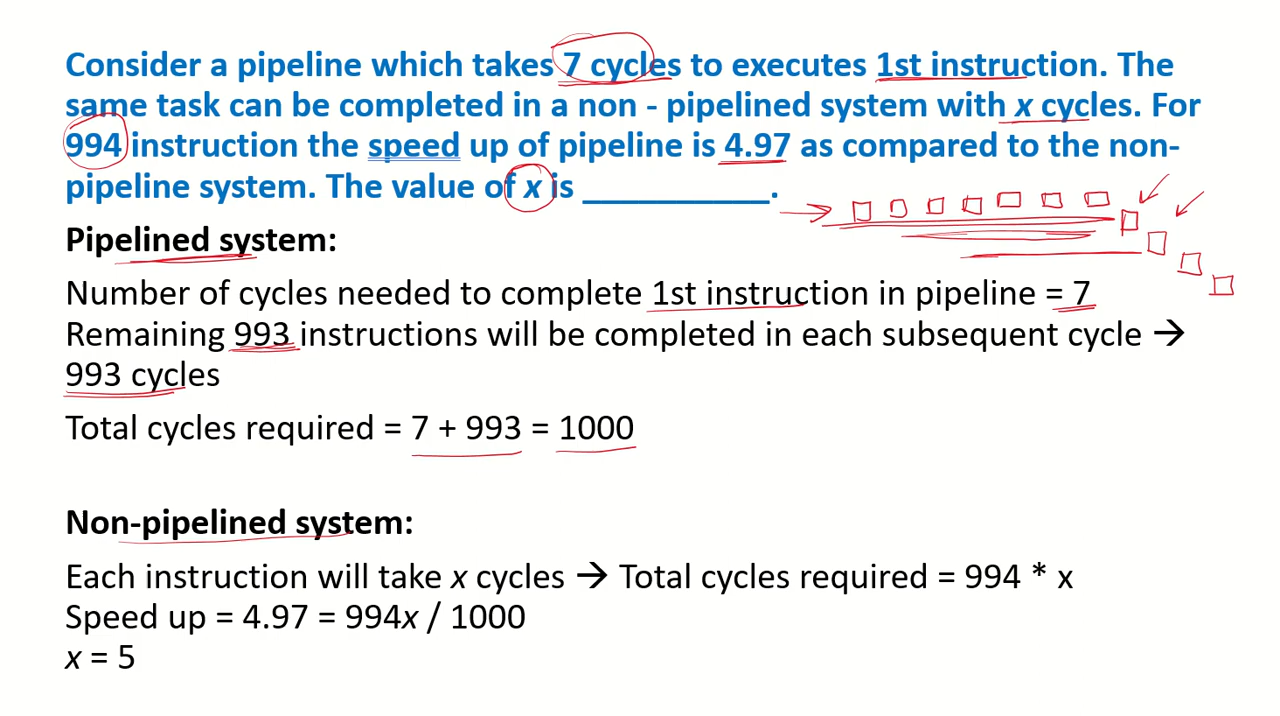 Consider a pipeline which takes 7 cycles to executes 1st instruction. The
same task can be completed in a non - pipelined system with x cycles. For
994 instruction the speed up of pipeline is 4.97 as compared to the non-
pipeline system. The value of x is __________.
Pipelined system:
Number of cycles needed to complete 1st instruction in pipeline = 7
Remaining 993 instructions will be completed in each subsequent cycle →
993 cycles
Total cycles required = 7 + 993 = 1000
Non-pipelined system:
Each instruction will take x cycles → Total cycles required = 994 * x
Speed up = 4.97 = 994x / 1000
x = 5